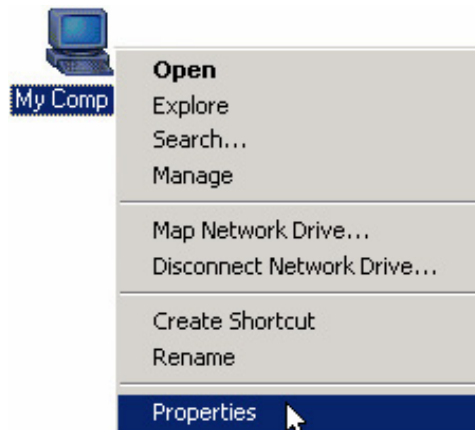 My Comp
Open
Explore
Search...
Manage
Map Network Drive...
Disconnect Network Drive...
Create Shortcut
Rename
Properties